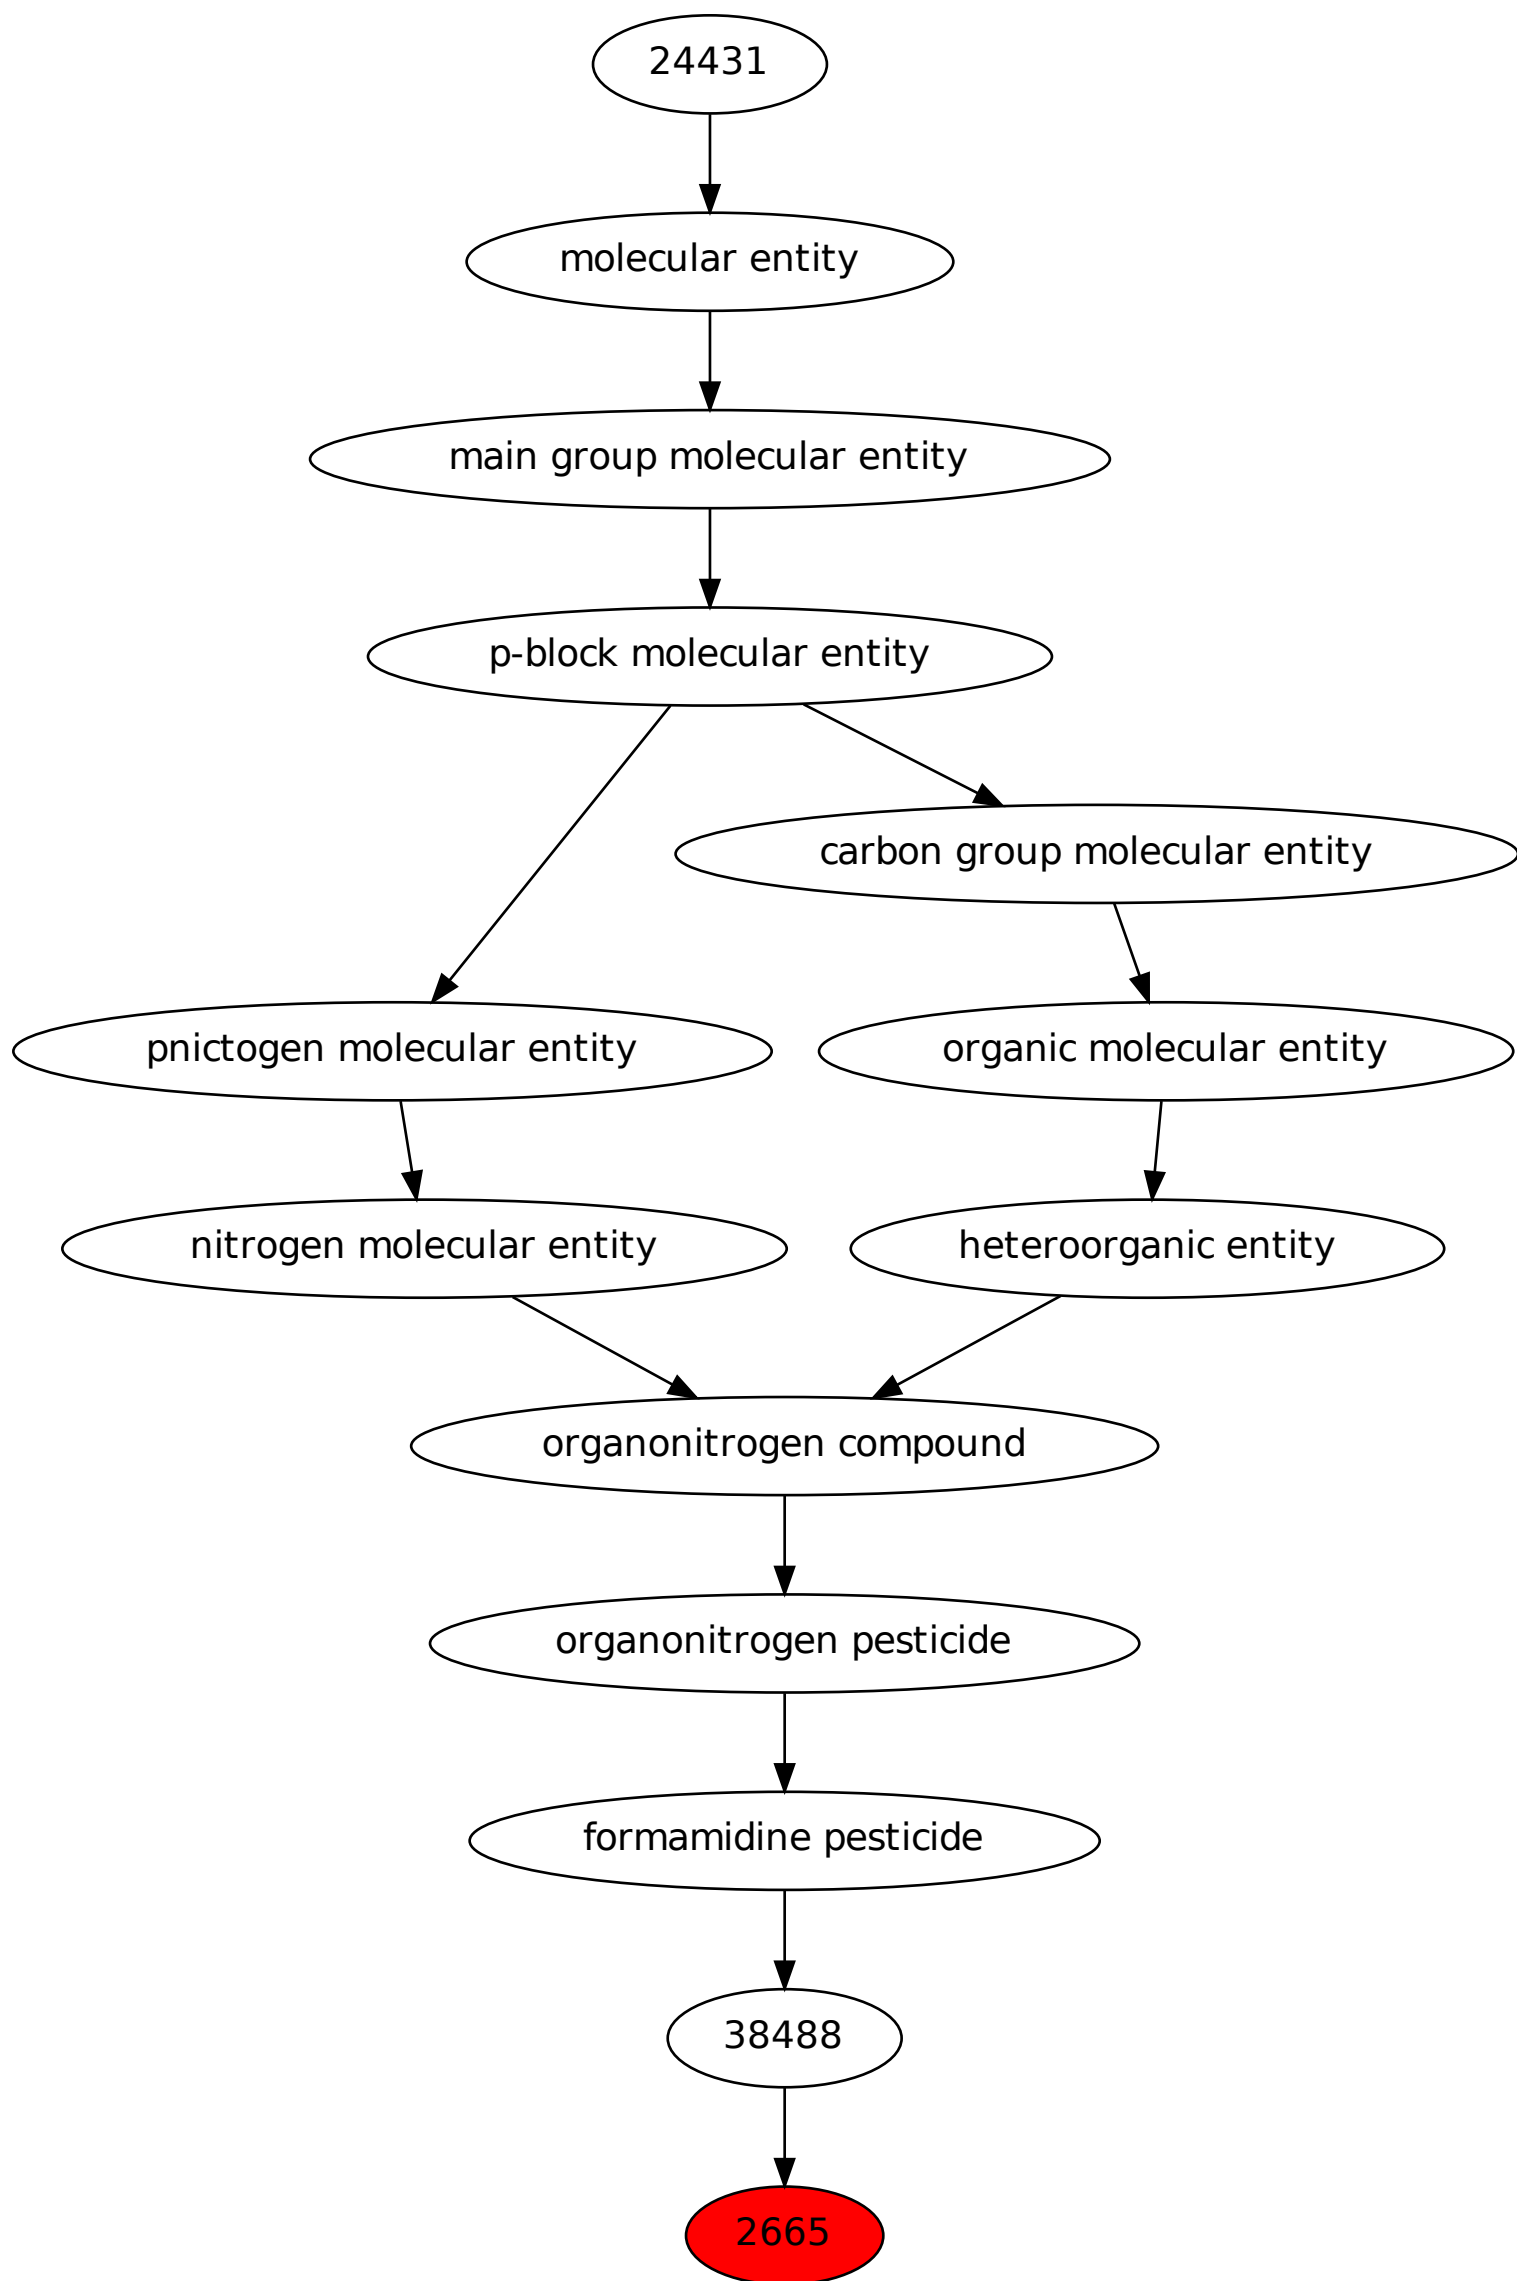 24431
molecular entity
main group molecular entity
p-block molecular entity
carbon group molecular entity
pnictogen molecular entity
organic molecular entity
nitrogen molecular entity
heteroorganic entity
organonitrogen compound
organonitrogen pesticide
formamidine pesticide
38488
2665